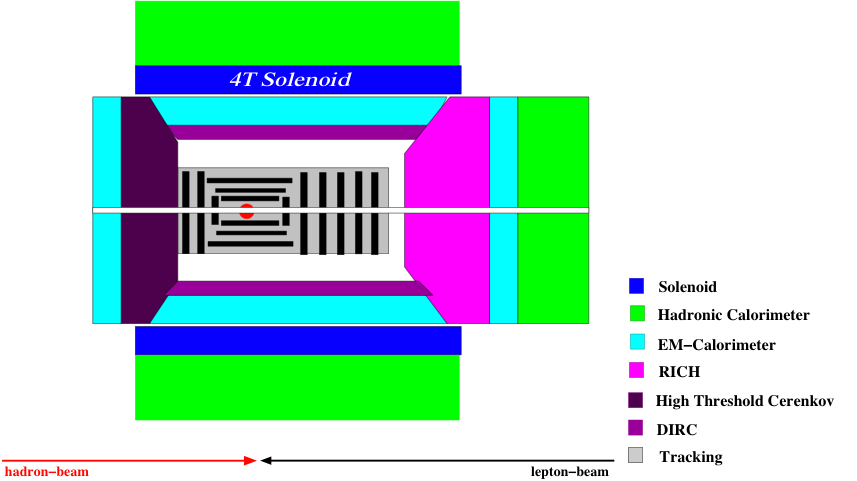 4T Solenoid
Solenoid
Hadronic Calorimeter
EM−Calorimeter
RICH
High Threshold Cerenkov
DIRC
Tracking
hadron−beam
lepton−beam